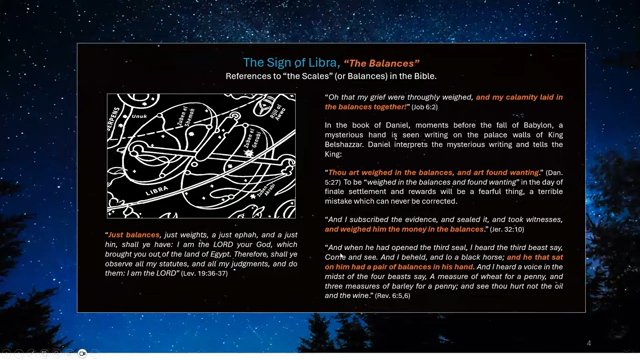 The Sign of Libra, “The Balances”
References to “the Scales” (or Balances) in the Bible.
SERPENS
Unuk
LIBRA
“Just balances, just weights, a just ephah, and a just
hin, shall ye have: I am the LORD your God, which
brought you out of the land of Egypt. Therefore, shall ye
observe all my statutes, and all my judgments, and do
them: I am the LORD” (Lev. 19:36-37)
“Oh that my grief were throughly weighed, and my calamity laid in
the balances together!” (Job 6:2)
In the book of Daniel, moments before the fall of Babylon, a
mysterious hand is seen writing on the palace walls of King
Belshazzar. Daniel interprets the mysterious writing and tells the
King:
“Thou art weighed in the balances, and art found wanting.” (Dan.
5:27) To be “weighed in the balances and found wanting” in the day of
finale settlement and rewards will be a fearful thing, a terrible
mistake which can never be corrected.
“And I subscribed the evidence, and sealed it, and took witnesses,
and weighed him the money in the balances.” (Jer. 32:10)
“And when he had opened the third seal, I heard the third beast say,
Come and see. And I beheld, and lo a black horse; and he that sat
on him had a pair of balances in his hand. And I heard a voice in the
midst of the four beasts say, A measure of wheat for a penny, and
three measures of barley for a penny; and see thou hurt not the oil
and the wine.” (Rev. 6:5,6)
4